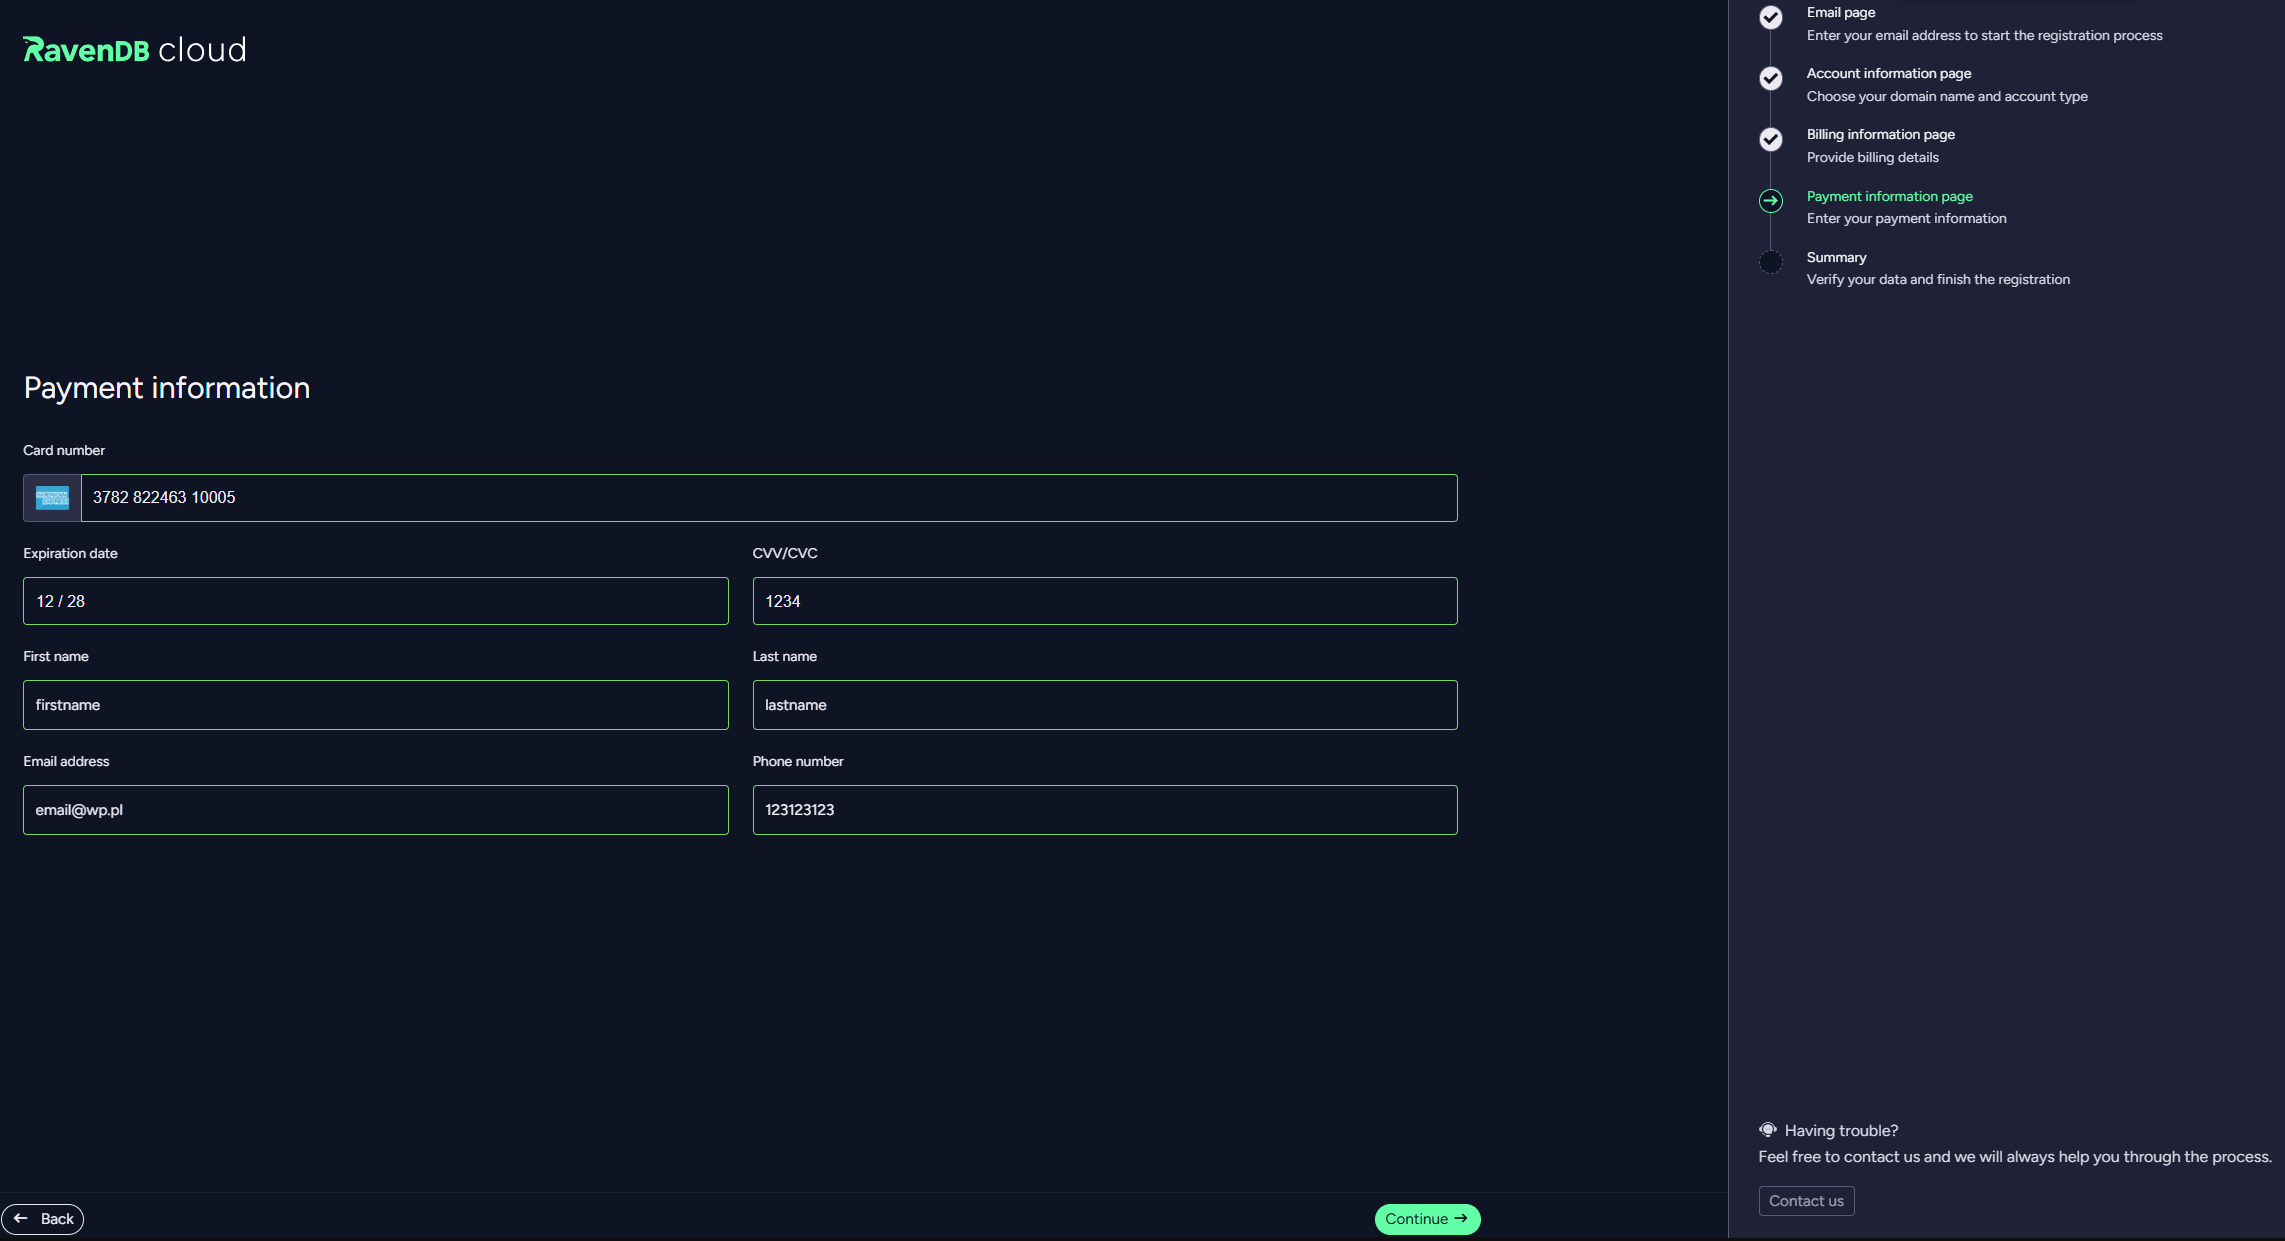 RavenDB cloud
Payment information
Card number
3782 822463 10005
Expiration date
CVV/CVC
12 / 28
1234
First name
Last name
firstname
lastname
Email address
Phone number
email@wp.pl
123123123
Back
Continue
Email page
Enter your email address to start the registration process
Account information page
Choose your domain name and account type
Billing information page
Provide billing details
Payment information page
Enter your payment information
Summary
Verify your data and finish the registration
Having trouble?
Feel free to contact us and we will always help you through the process.
Contact us